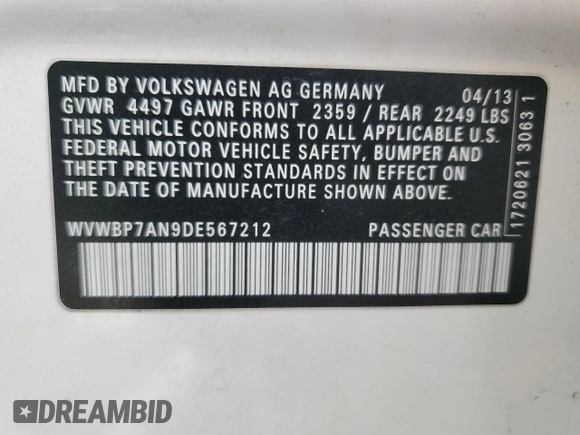 MFD BY VOLKSWAGEN AG GERMANY 04/13
GVWR 4497 GAWR FRONT 2359 / REAR 2249 LBS
THIS VEHICLE CONFORMS TO ALL APPLICABLE U.S.
FEDERAL MOTOR VEHICLE SAFETY, BUMPER AND
THEFT PREVENTION STANDARDS IN EFFECT ON
THE DATE OF MANUFACTURE SHOWN ABOVE.
WVWBP7AN9DE567212 PASSENGER CAR
1720621 3063 1
DREAMBID